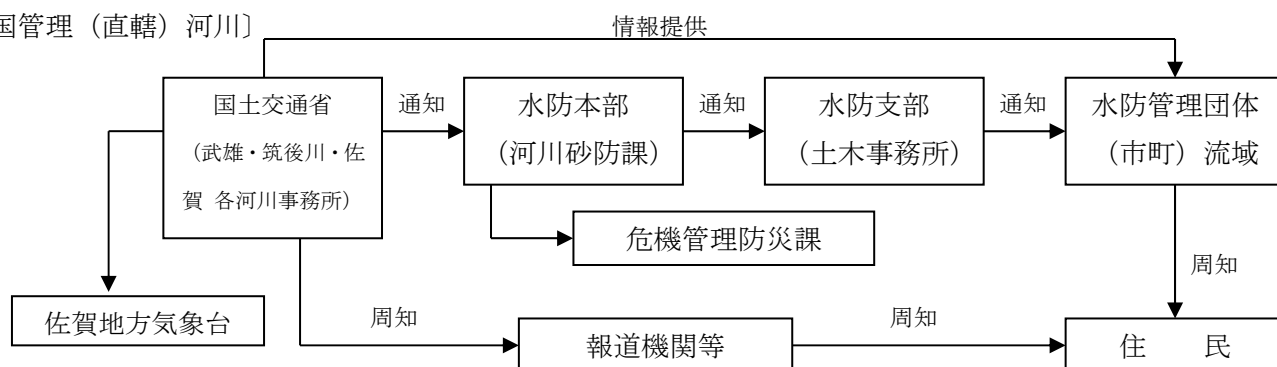 国管理（直轄）河川〕
情報提供
国土交通省
（武雄・筑後川・佐
賀 各河川事務所）
通知
水防本部
（河川砂防課）
通知
水防支部
（土木事務所）
通知
水防管理団体
（市町）流域
危機管理防災課
周知
佐賀地方気象台
周知
報道機関等
周知
住　　民